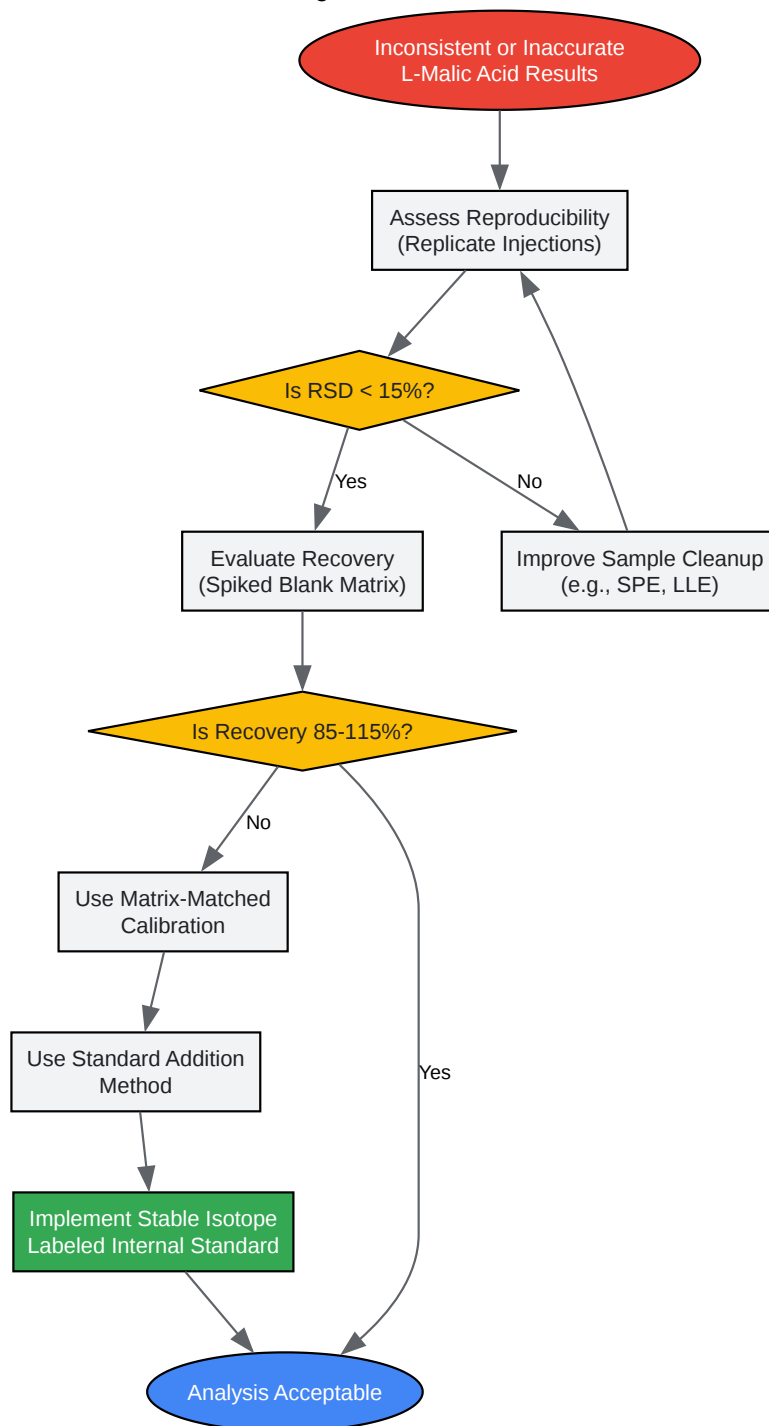 Inconsistent or Inaccurate
L-Malic Acid Results
Assess Reproducibility
(Replicate Injections)
Is RSD < 15%?
Yes
No
Evaluate Recovery
(Spiked Blank Matrix)
Improve Sample Cleanup
(e.g., SPE, LLE)
Is Recovery 85-115%?
No
Use Matrix-Matched
Calibration
Use Standard Addition
Method
Yes
Implement Stable Isotope
Labeled Internal Standard
Analysis Acceptable